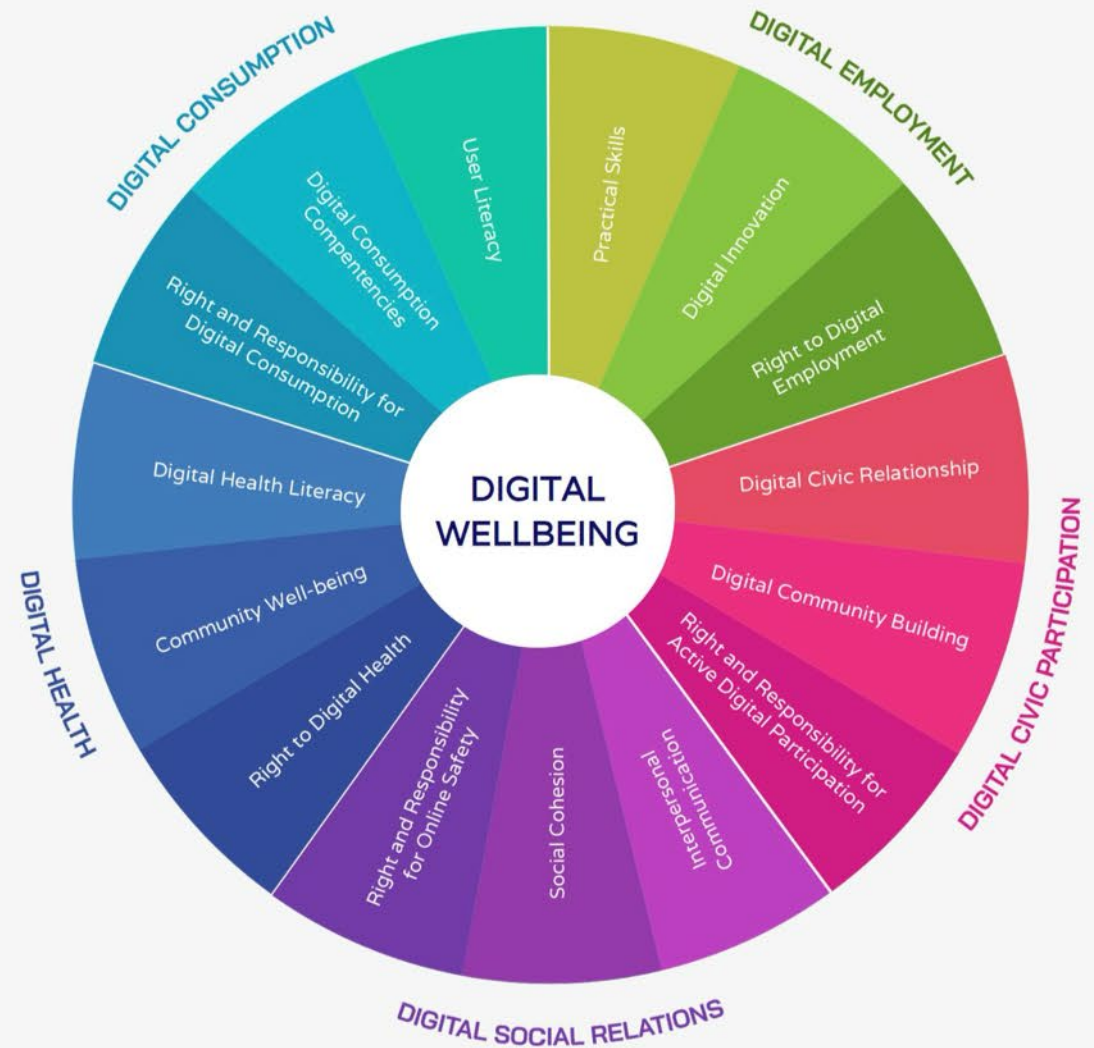 DIGITAL CONSUMPTION
DIGITAL EMPLOYMENT
User Literacy
Practical Skills
Digital Consumption
Compentencies
Digital Innovation
Right and Responsibility for
Digital Consumption
Right to Digital
Employment
Digital Health Literacy
DIGITAL
WELLBEING
Digital Civic Relationship
Community Well-being
Digital Community Building
DIGITAL HEALTH
DIGITAL CIVIC PARTICIPATION
Right to Digital Health
Right and Responsibility for
Active Digital Participation
Right and Responsibility
for Online Safety
Social Cohesion
Interpersonal
Communication
DIGITAL SOCIAL RELATIONS